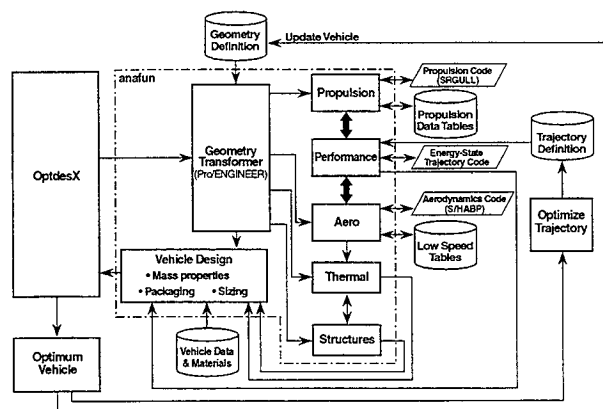 Geometry
Definition
Update Vehicle
anafun
Propulsion
Propulsion Code
(SRGULL)
Propulsion
Data Tables
Geometry
Transformer
(Pro/ENGINEER)
OptdesX
Performance
Energy-State
Trajectory Code
Trajectory
Definition
Aerodynamics Code
(S/HABP)
Aero
Low Speed
Tables
Optimize
Trajectory
Vehicle Design
• Mass properties
• Packaging • Sizing
Thermal
Structures
Vehicle Data
& Materials
Optimum
Vehicle